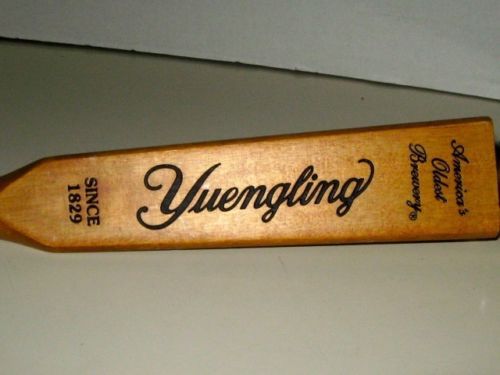 America's
Oldest
Brewery®
Yuengling
SINCE
1829